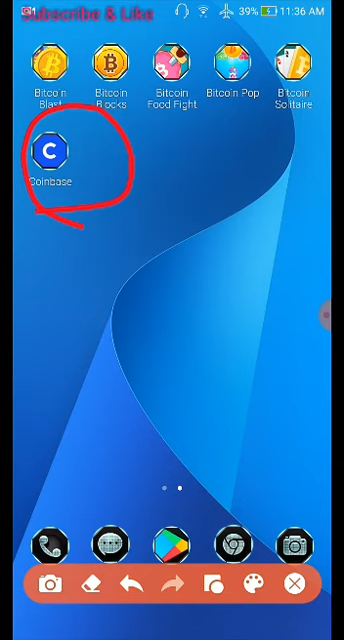 Subscribe & Like
39% 11:36 AM
Bitcoin Blast
Bitcoin Blocks
Bitcoin Food Fight
Bitcoin Pop
Bitcoin Solitaire
C
Coinbase